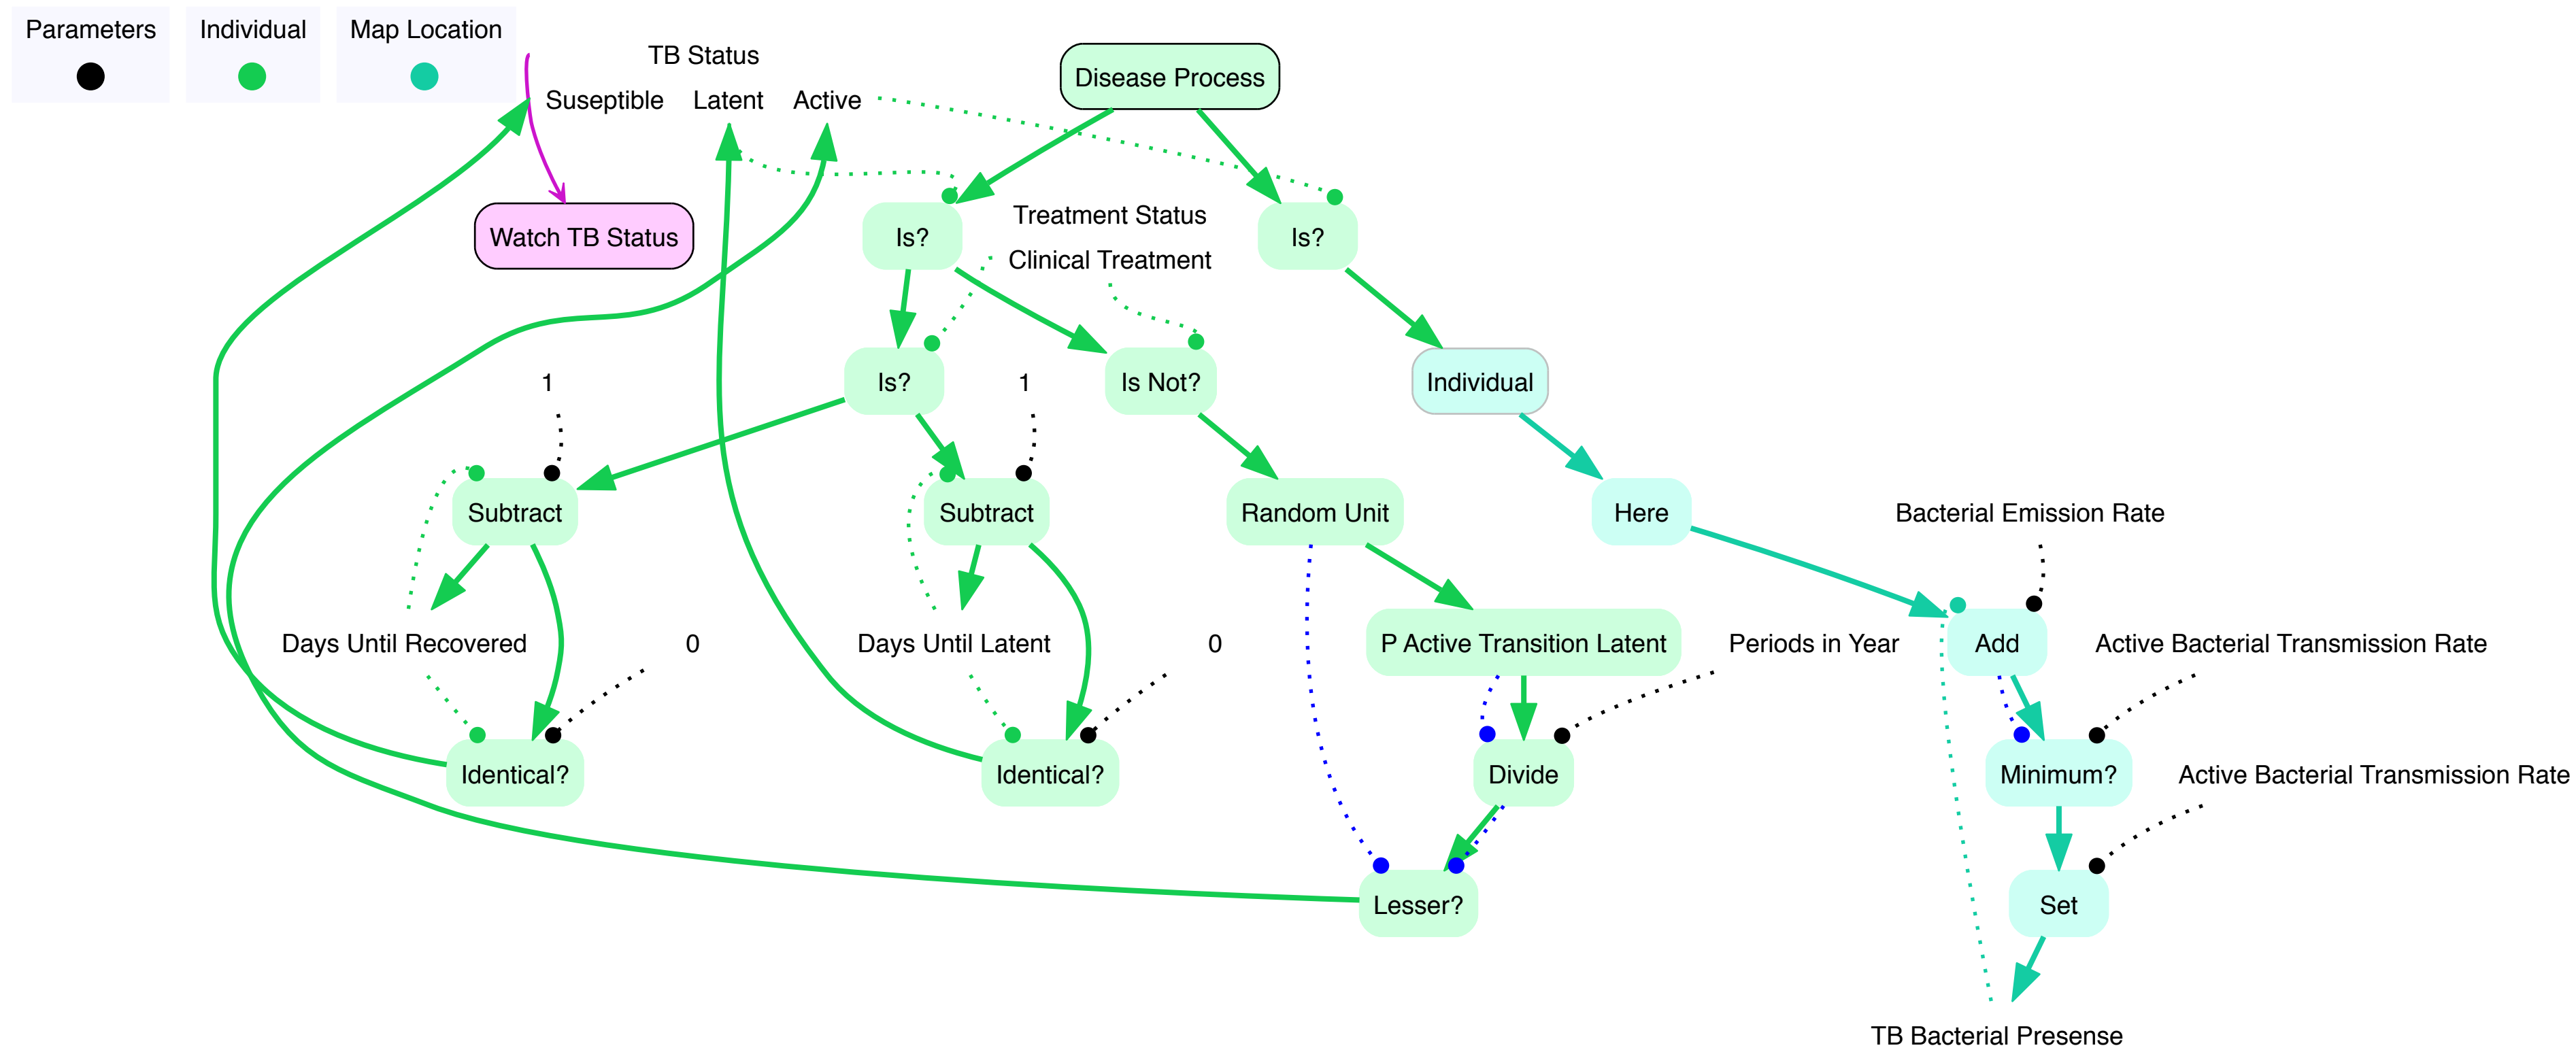 Parameters
Individual
Map Location
TB Status
Suseptible
Latent
Active
Disease Process
Watch TB Status
Is?
Treatment Status
Clinical Treatment
Is?
1
Is?
1
Is Not?
Individual
Subtract
Subtract
Random Unit
Here
Bacterial Emission Rate
Days Until Recovered
0
Days Until Latent
0
P Active Transition Latent
Periods in Year
Add
Active Bacterial Transmission Rate
Identical?
Identical?
Divide
Minimum?
Active Bacterial Transmission Rate
Lesser?
Set
TB Bacterial Presense